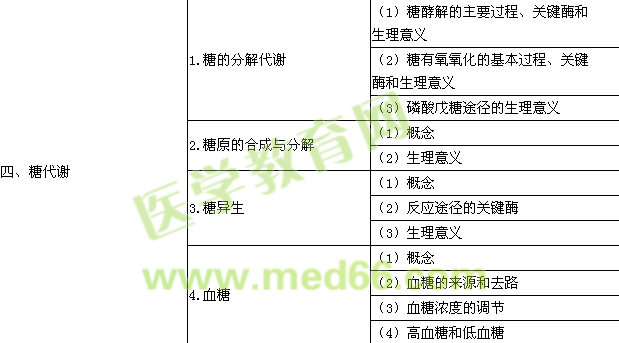 四、糖代谢
1.糖的分解代谢
（1）糖酵解的主要过程、关键酶和
生理意义
（2）糖有氧氧化的基本过程、关键
酶和生理意义
（3）磷酸戊糖途径的生理意义
2.糖原的合成与分解
（1）概念
（2）生理意义
3.糖异生
（1）概念
（2）反应途径的关键酶
（3）生理意义
4.血糖
（1）概念
（2）血糖的来源和去路
（3）血糖浓度的调节
（4）高血糖和低血糖
医学教育网
www.med66.com